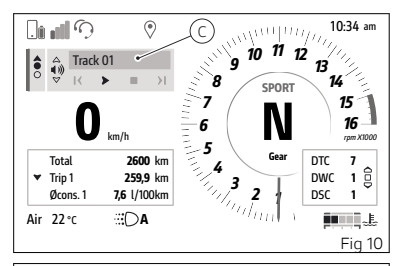 10:34 am
C
Track 01
0 km/h
SPORT
N
Gear
1
2
3
4
5
6
7
8
9
10
11
12
13
14
15
16
rpm X1000
Total 2600 km
Trip 1 259,9 km
Øcons. 1 7,6 l/100km
DTC 7
DWC 1
DSC 1
Air 22 °C
A
Fig 10